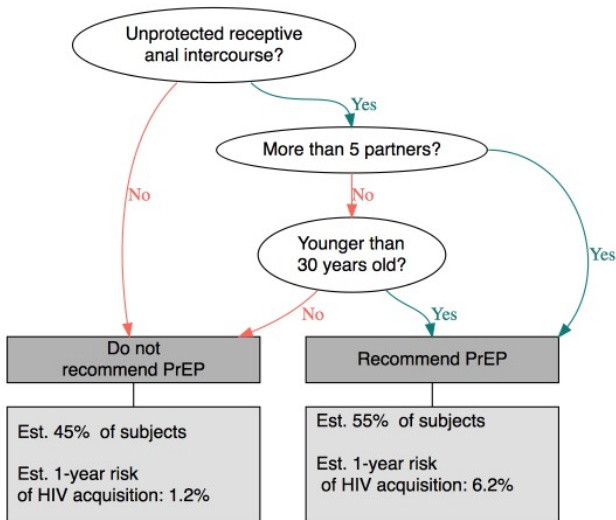 Unprotected receptive
anal intercourse?
Yes
More than 5 partners?
No
No
Yes
Younger than
30 years old?
No
Yes
Do not
recommend PrEP
Recommend PrEP
Est. 45% of subjects
Est. 1-year risk
of HIV acquisition: 1.2%
Est. 55% of subjects
Est. 1-year risk
of HIV acquisition: 6.2%